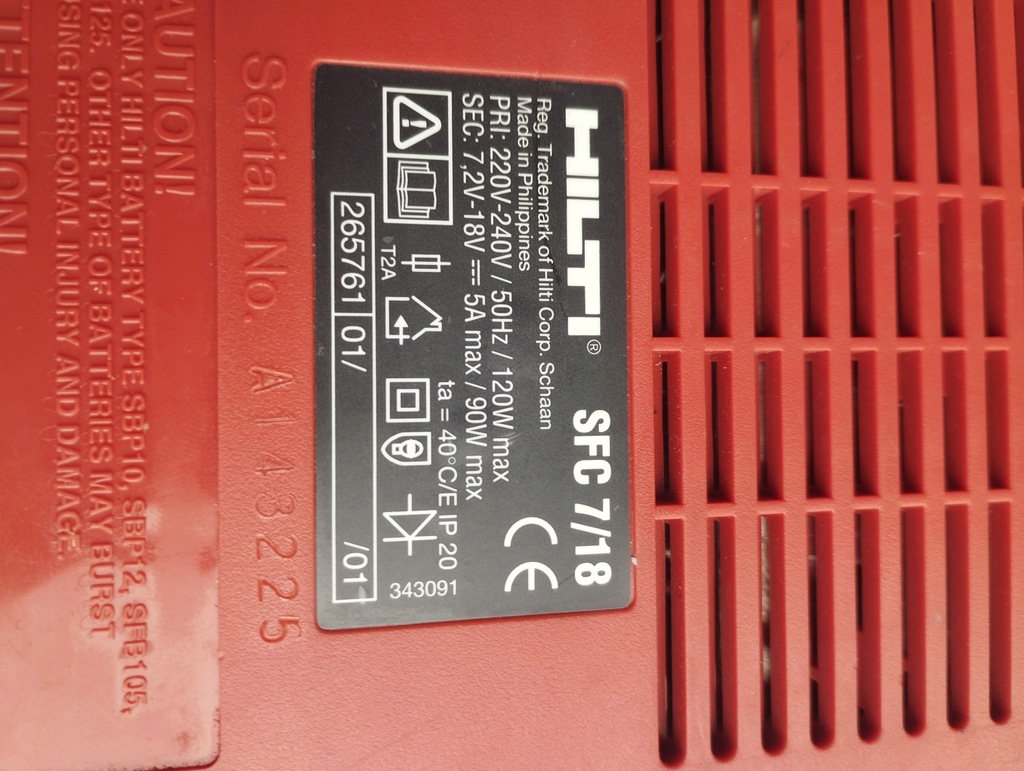 HILTI® SFC 7/18
Reg. Trademark of Hilti Corp. Schaan
Made in Philippines
PRI: 220V-240V / 50Hz / 120W max
SEC: 7,2V-18V ⎓ 5A max / 90W max
ta = 40°C/E IP 20
T2A
343091
265761 01/ /01
Serial No. A143225
CAUTION!
ONLY HILTI BATTERY TYPE SBP10, SBP12, SFB105,
125. OTHER TYPE OF BATTERIES MAY BURST
PERSONAL INJURY AND DAMAGE